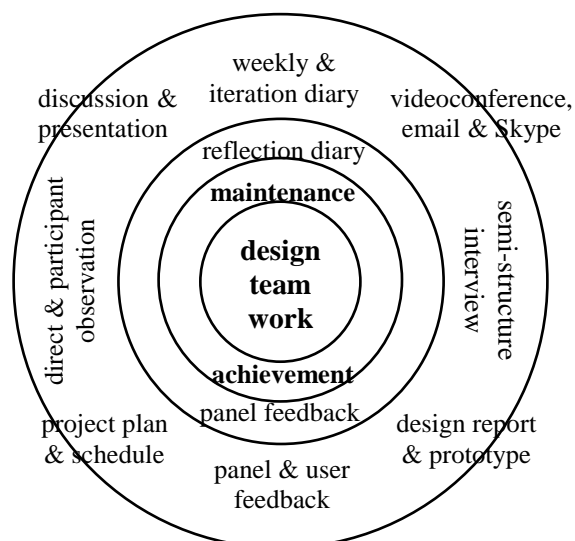 weekly &
iteration diary
discussion &
presentation
videoconference,
email & Skype
reflection diary
maintenance
direct & participant
observation
design
team
work
semi-structure
interview
achievement
panel feedback
project plan
& schedule
design report
& prototype
panel & user
feedback